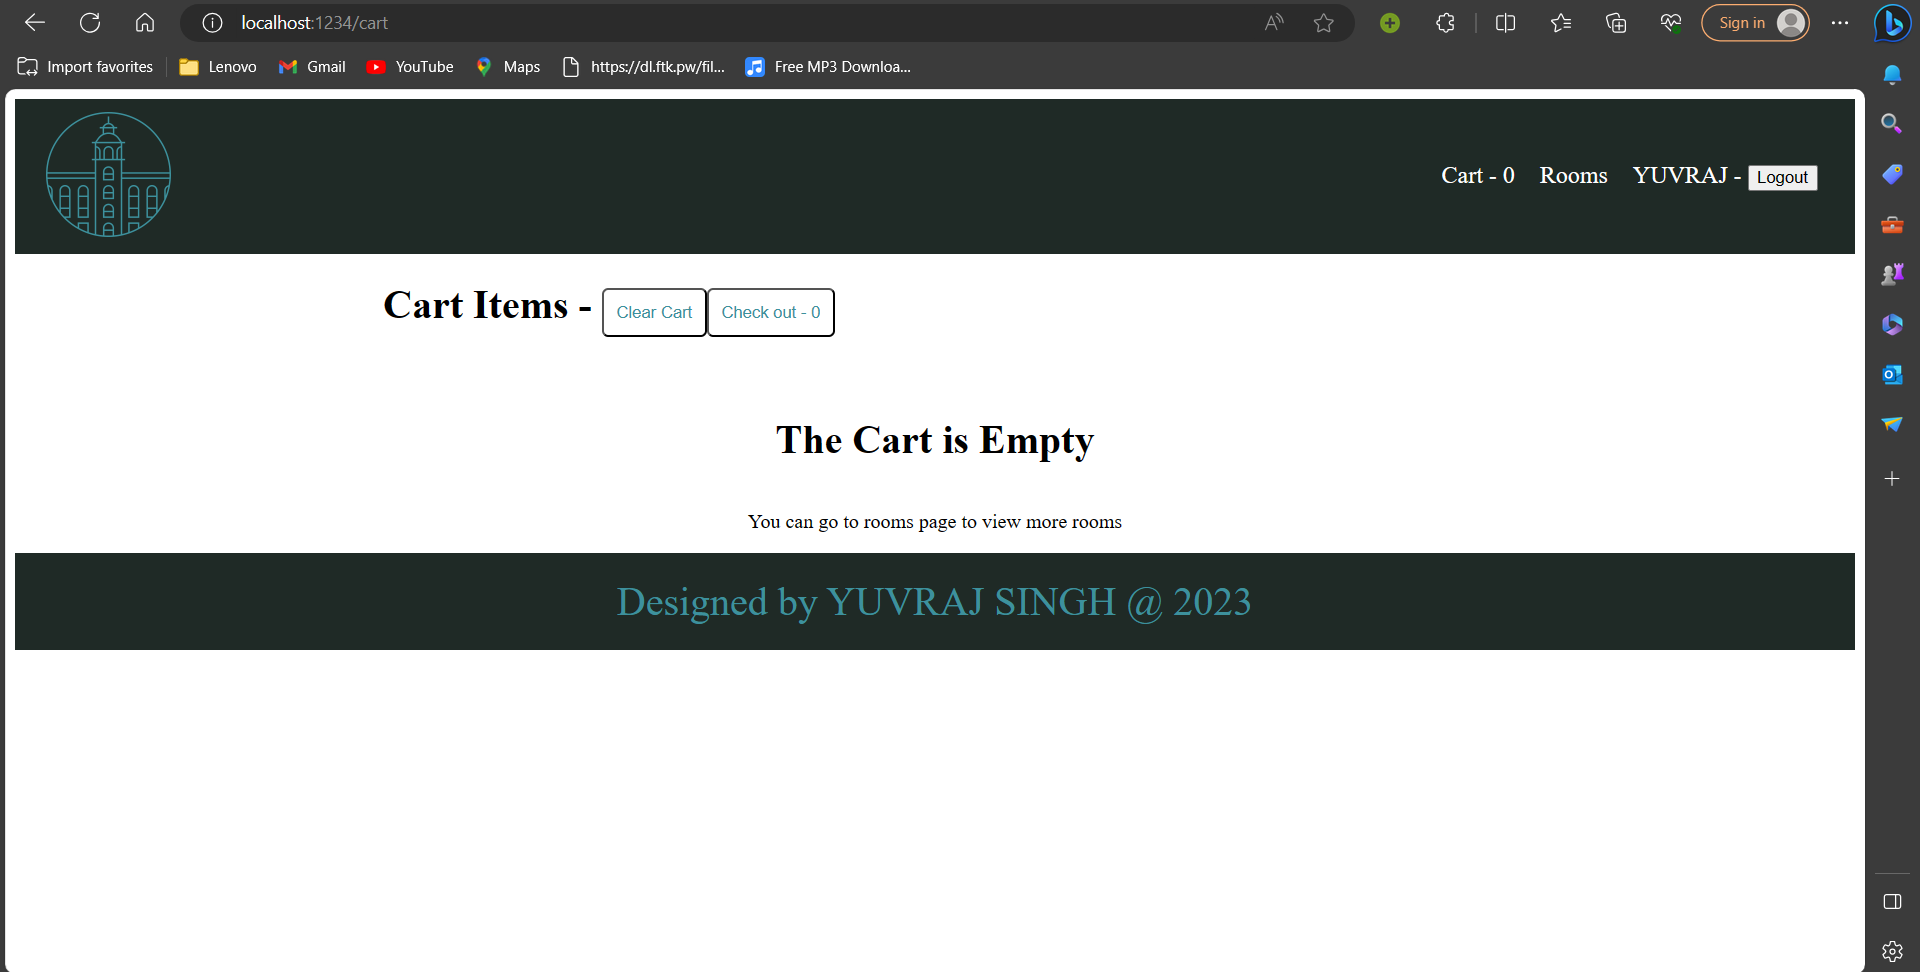 localhost:1234/cart
Sign in
Import favorites Lenovo Gmail YouTube Maps https://dl.ftk.pw/fil... Free MP3 Downloa...
Cart - 0 Rooms YUVRAJ - Logout
Cart Items - Clear Cart Check out - 0
The Cart is Empty
You can go to rooms page to view more rooms
Designed by YUVRAJ SINGH @ 2023